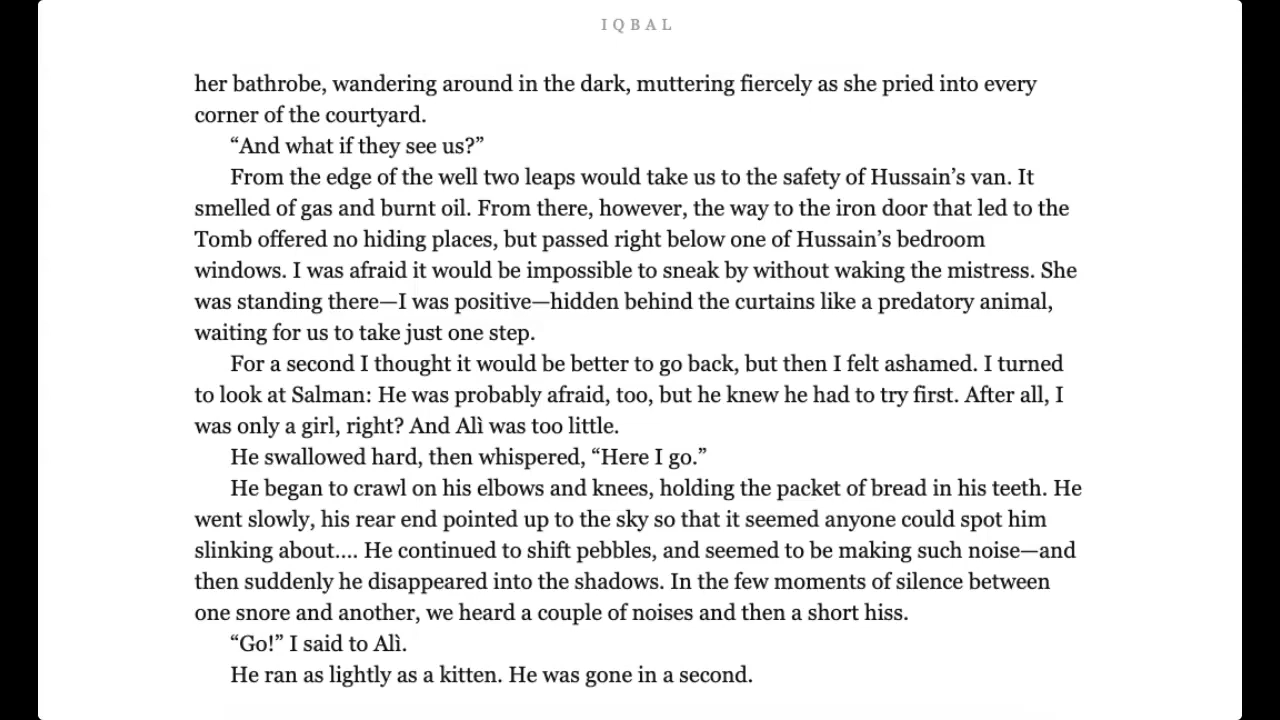 IQBAL
her bathrobe, wandering around in the dark, muttering fiercely as she pried into every
corner of the courtyard.
“And what if they see us?”
From the edge of the well two leaps would take us to the safety of Hussain’s van. It
smelled of gas and burnt oil. From there, however, the way to the iron door that led to the
Tomb offered no hiding places, but passed right below one of Hussain’s bedroom
windows. I was afraid it would be impossible to sneak by without waking the mistress. She
was standing there—I was positive—hidden behind the curtains like a predatory animal,
waiting for us to take just one step.
For a second I thought it would be better to go back, but then I felt ashamed. I turned
to look at Salman: He was probably afraid, too, but he knew he had to try first. After all, I
was only a girl, right? And Alì was too little.
He swallowed hard, then whispered, “Here I go.”
He began to crawl on his elbows and knees, holding the packet of bread in his teeth. He
went slowly, his rear end pointed up to the sky so that it seemed anyone could spot him
slinking about.... He continued to shift pebbles, and seemed to be making such noise—and
then suddenly he disappeared into the shadows. In the few moments of silence between
one snore and another, we heard a couple of noises and then a short hiss.
“Go!” I said to Alì.
He ran as lightly as a kitten. He was gone in a second.